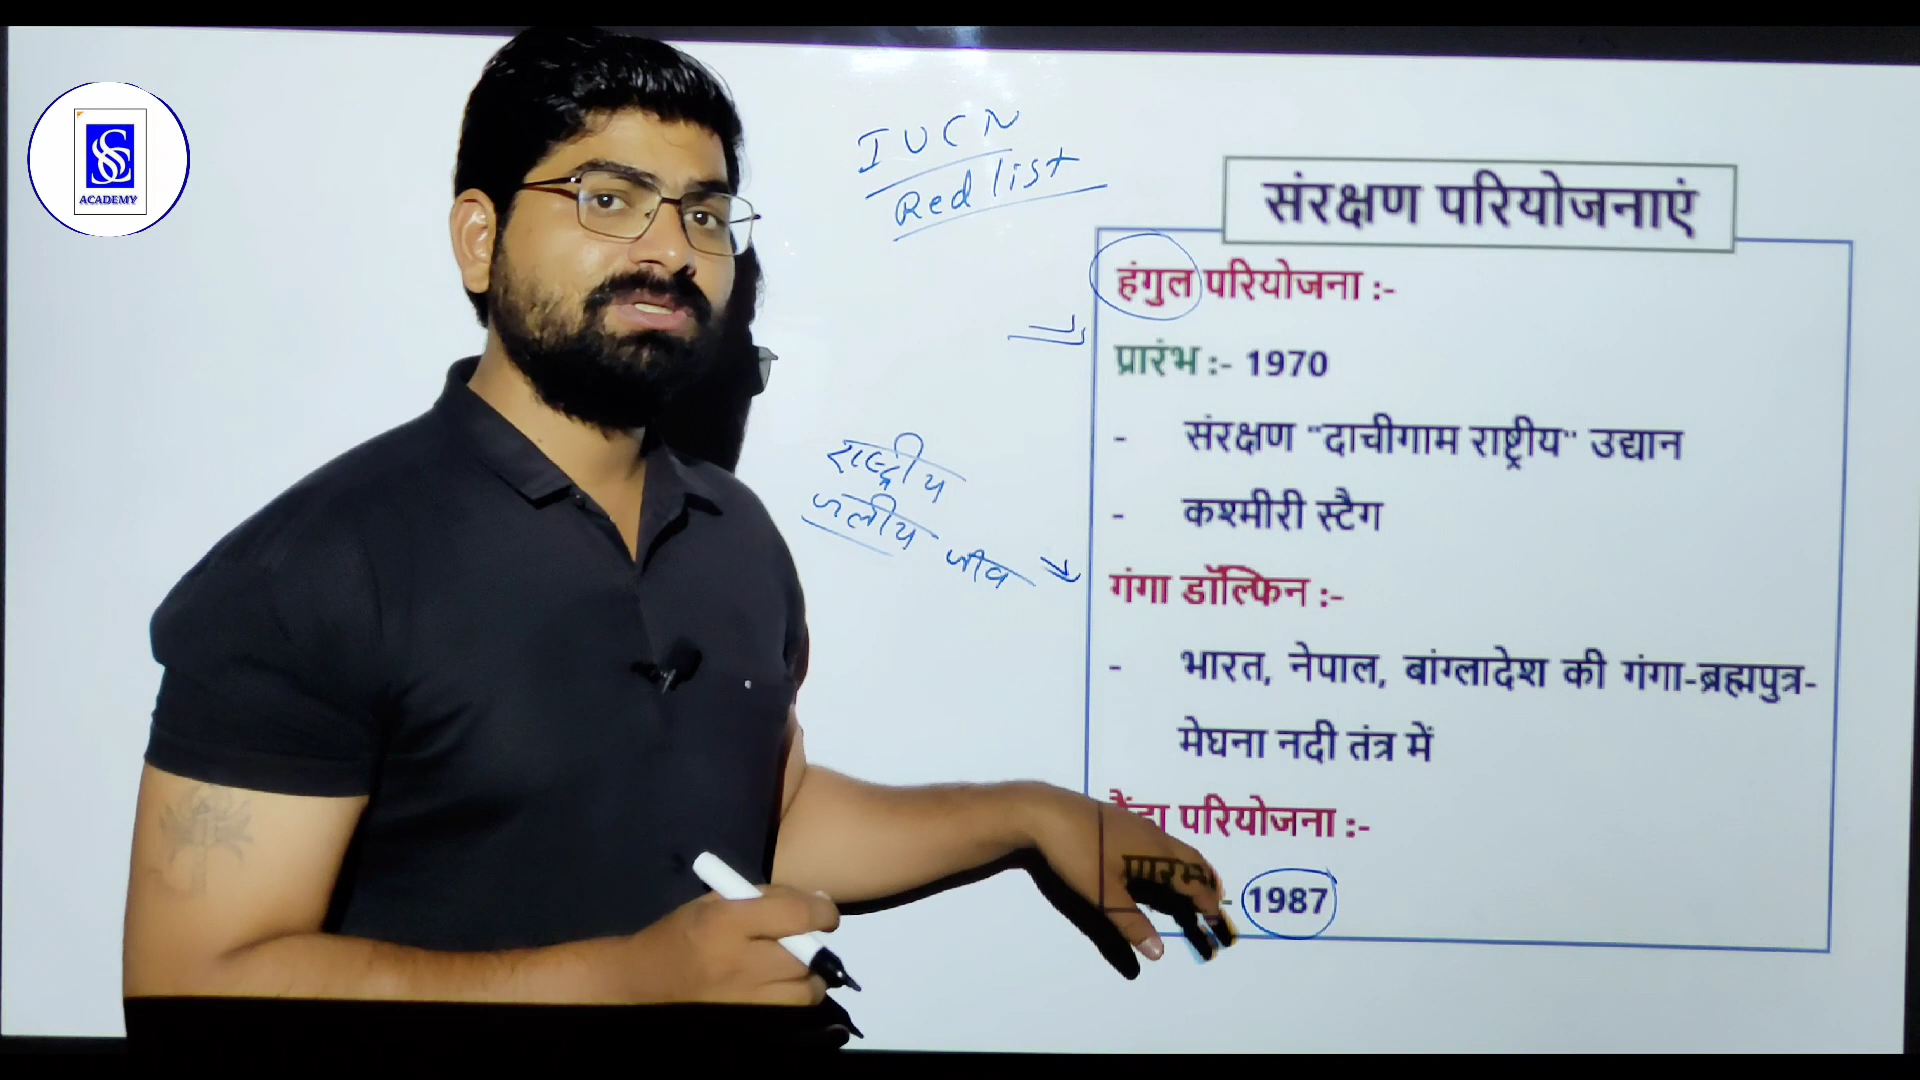 SSC
ACADEMY
IUCN
Red list
संरक्षण परियोजनाएं
हंगुल परियोजना :-
प्रारंभ :- 1970
- संरक्षण "दाचीगाम राष्ट्रीय" उद्यान
- कश्मीरी स्टैग
राष्ट्रीय
जलीय जीव
गंगा डॉल्फिन :-
- भारत, नेपाल, बांग्लादेश की गंगा-ब्रह्मपुत्र-
मेघना नदी तंत्र में
परियोजना :-
- 1987